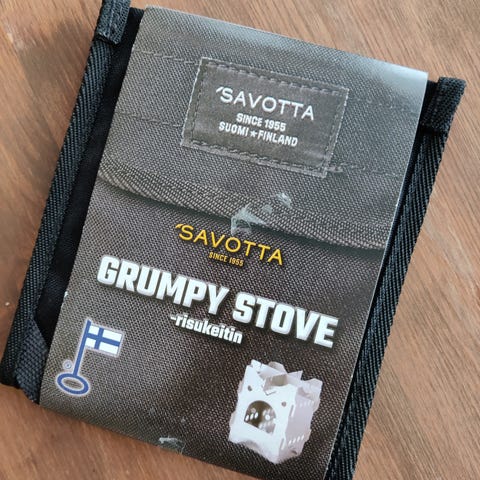 SAVOTTA
SINCE 1955
SUOMI★FINLAND
SAVOTTA
SINCE 1955
GRUMPY STOVE
-risukeitin